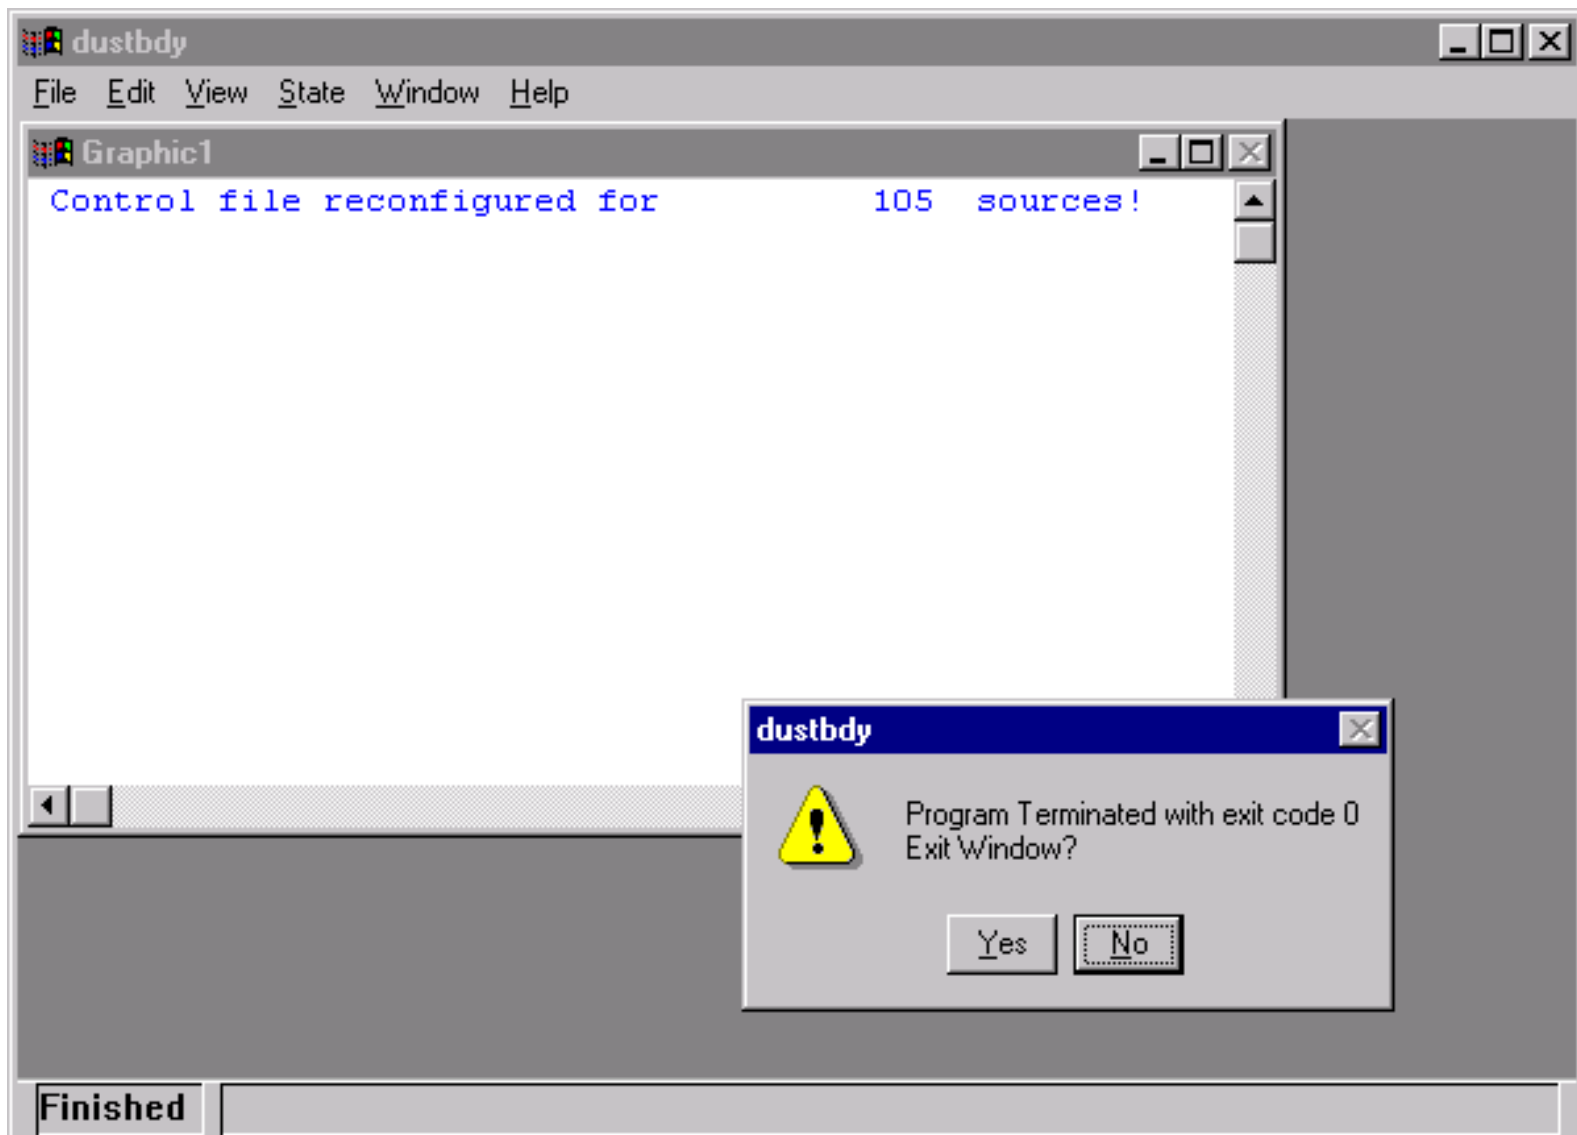 dustbdy
File Edit View State Window Help
Graphic1
Control file reconfigured for 105 sources!
dustbdy
Program Terminated with exit code 0
Exit Window?
Yes No
Finished